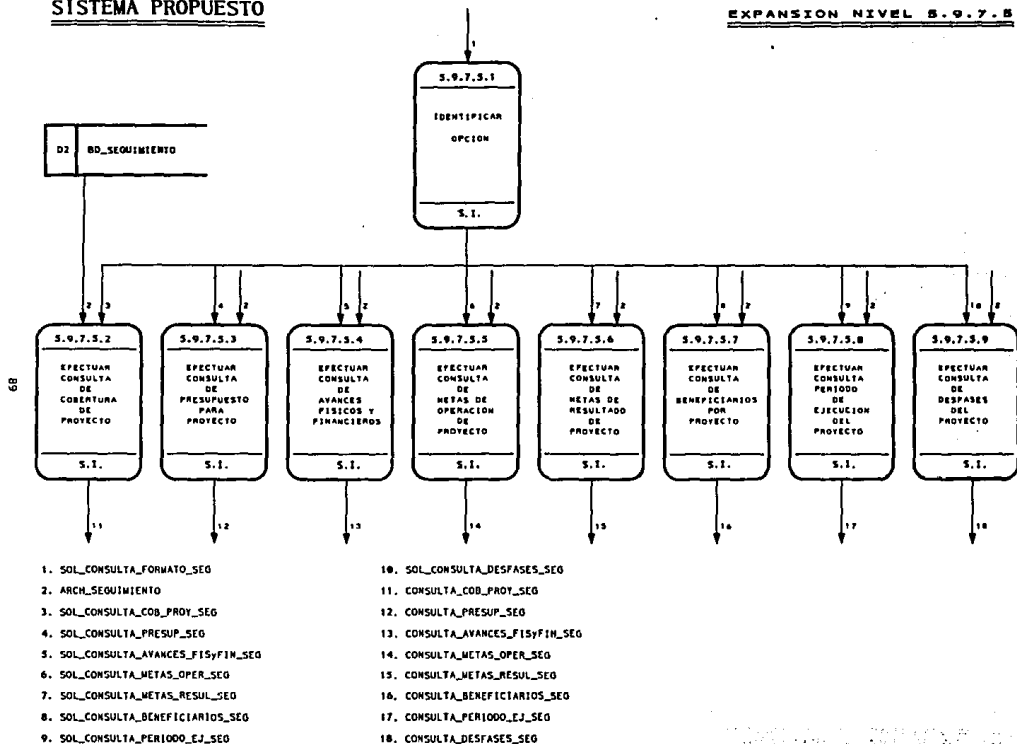 SISTEMA PROPUESTO
EXPANSION NIVEL 5.9.7.5
1
5.9.7.5.1
IDENTIFICAR
OPCION
S.I.
D2
BD_SEGUIMIENTO
2
3
4
2
5
2
6
2
7
2
8
2
9
2
10
2
5.9.7.5.2
EFECTUAR
CONSULTA
DE
COBERTURA
DE
PROYECTO
S.I.
5.9.7.5.3
EFECTUAR
CONSULTA
DE
PRESUPUESTO
PARA
PROYECTO
S.I.
5.9.7.5.4
EFECTUAR
CONSULTA
DE
AVANCES
FISICOS Y
FINANCIEROS
S.I.
5.9.7.5.5
EFECTUAR
CONSULTA
DE
METAS DE
OPERACION
DE
PROYECTO
S.I.
5.9.7.5.6
EFECTUAR
CONSULTA
DE
METAS DE
RESULTADO
DE
PROYECTO
S.I.
5.9.7.5.7
EFECTUAR
CONSULTA
DE
BENEFICIARIOS
POR
PROYECTO
S.I.
5.9.7.5.8
EFECTUAR
CONSULTA
PERIODO
DE
EJECUCION
DEL
PROYECTO
S.I.
5.9.7.5.9
EFECTUAR
CONSULTA
DE
DESFASES
DEL
PROYECTO
S.I.
11
12
13
14
15
16
17
18
89
1. SOL_CONSULTA_FORMATO_SEG
2. ARCH_SEGUIMIENTO
3. SOL_CONSULTA_COB_PROY_SEG
4. SOL_CONSULTA_PRESUP_SEG
5. SOL_CONSULTA_AVANCES_FISyFIN_SEG
6. SOL_CONSULTA_METAS_OPER_SEG
7. SOL_CONSULTA_METAS_RESUL_SEG
8. SOL_CONSULTA_BENEFICIARIOS_SEG
9. SOL_CONSULTA_PERIODO_EJ_SEG
10. SOL_CONSULTA_DESFASES_SEG
11. CONSULTA_COB_PROY_SEG
12. CONSULTA_PRESUP_SEG
13. CONSULTA_AVANCES_FISyFIN_SEG
14. CONSULTA_METAS_OPER_SEG
15. CONSULTA_METAS_RESUL_SEG
16. CONSULTA_BENEFICIARIOS_SEG
17. CONSULTA_PERIODO_EJ_SEG
18. CONSULTA_DESFASES_SEG